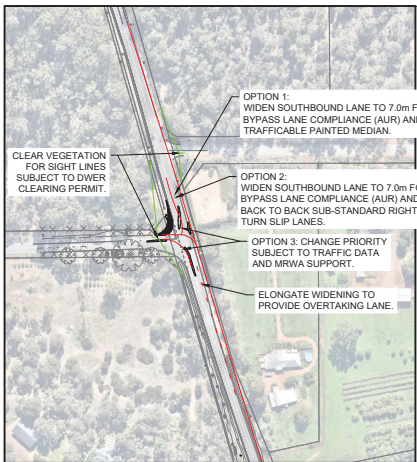 OPTION 1:
WIDEN SOUTHBOUND LANE TO 7.0m F
BYPASS LANE COMPLIANCE (AUR) AN
TRAFFICABLE PAINTED MEDIAN.
CLEAR VEGETATION
FOR SIGHT LINES
SUBJECT TO DWER
CLEARING PERMIT.
OPTION 2:
WIDEN SOUTHBOUND LANE TO 7.0m F
BYPASS LANE COMPLIANCE (AUR) AND
BACK TO BACK SUB-STANDARD RIGHT
TURN SLIP LANES.
OPTION 3: CHANGE PRIORITY
SUBJECT TO TRAFFIC DATA
AND MRWA SUPPORT.
ELONGATE WIDENING TO
PROVIDE OVERTAKING LANE.